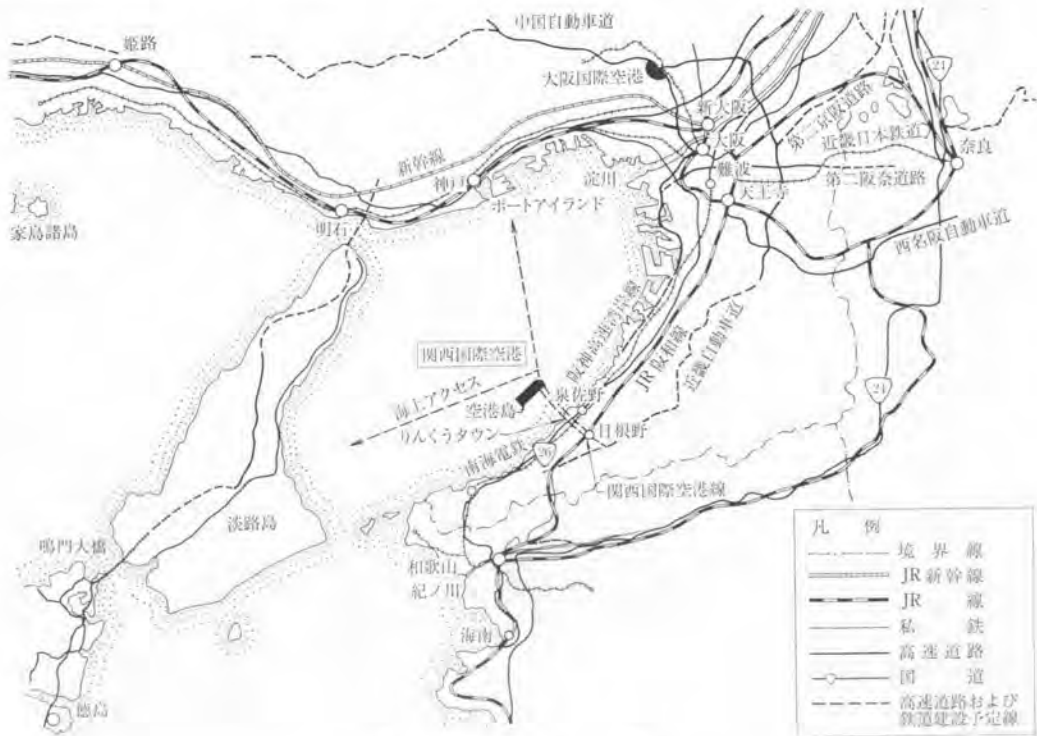 中国自動車道
姫路
大阪国際空港
24
新大阪
第二京阪道路
近畿日本鉄道
大阪
奈良
新幹線
神戸
淀川
難波
第二阪奈道路
天王寺
ポートアイランド
家島諸島
明石
西名阪自動車道
阪神高速湾岸線
JR阪和線
近畿自動車道
関西国際空港
海上アクセス
空港島
泉佐野
りんくうタウン
日根野
24
26
南海電鉄
関西国際空港線
淡路島
鳴門大橋
和歌山
紀ノ川
海南
徳島
凡例
境界線
JR新幹線
JR線
私鉄
高速道路
国道
高速道路および
鉄道建設予定線